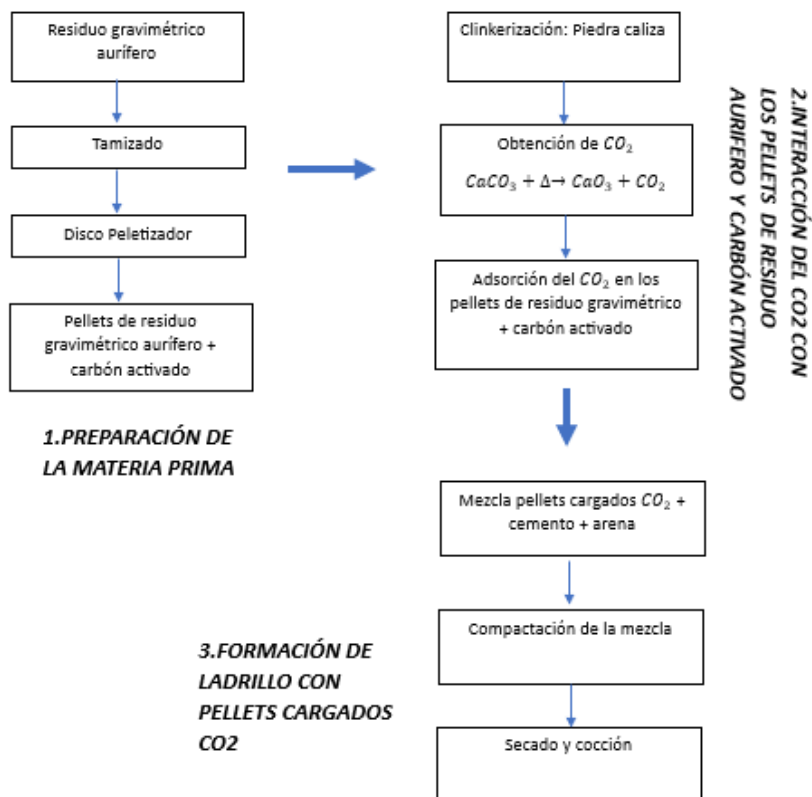 Residuo gravimétrico
aurífero
Tamizado
Disco Peletizador
Pellets de residuo
gravimétrico aurífero +
carbón activado
1.PREPARACIÓN DE
LA MATERIA PRIMA
Clinkerización: Piedra caliza
Obtención de CO₂
CaCO₃ + Δ→ CaO₃ + CO₂
Adsorción del CO₂ en los
pellets de residuo gravimétrico
+ carbón activado
2.INTERACCIÓN DEL CO2 CON
LOS PELLETS DE RESIDUO
AURIFERO Y CARBÓN ACTIVADO
Mezcla pellets cargados CO₂ +
cemento + arena
Compactación de la mezcla
Secado y cocción
3.FORMACIÓN DE
LADRILLO CON
PELLETS CARGADOS
CO2